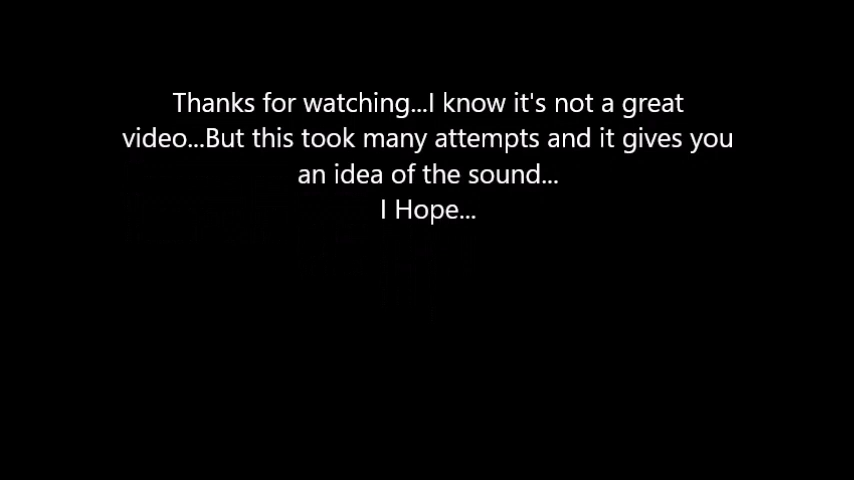 Thanks for watching...I know it's not a great
video...But this took many attempts and it gives you
an idea of the sound...
I Hope...